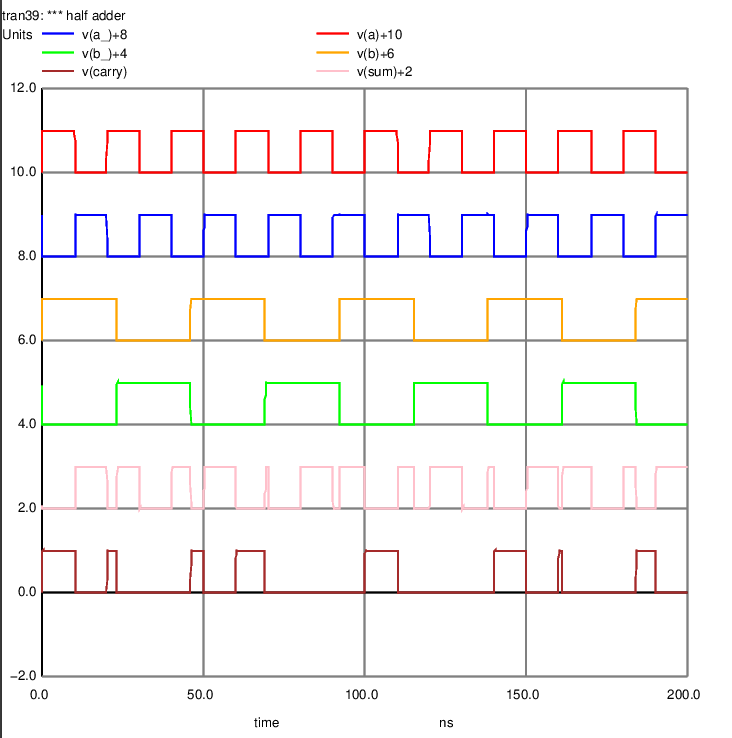 tran39: *** half adder
Units v(a_)+8 v(a)+10
v(b_)+4 v(b)+6
v(carry) v(sum)+2
12.0
10.0
8.0
6.0
4.0
2.0
0.0
−2.0
0.0 50.0 100.0 150.0 200.0
time ns